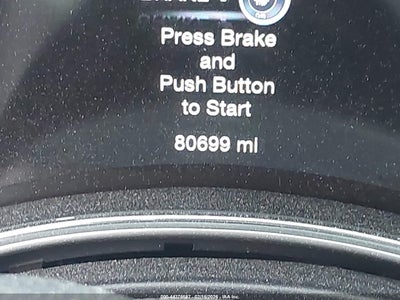 Press Brake
and
Push Button
to Start
80699 mi